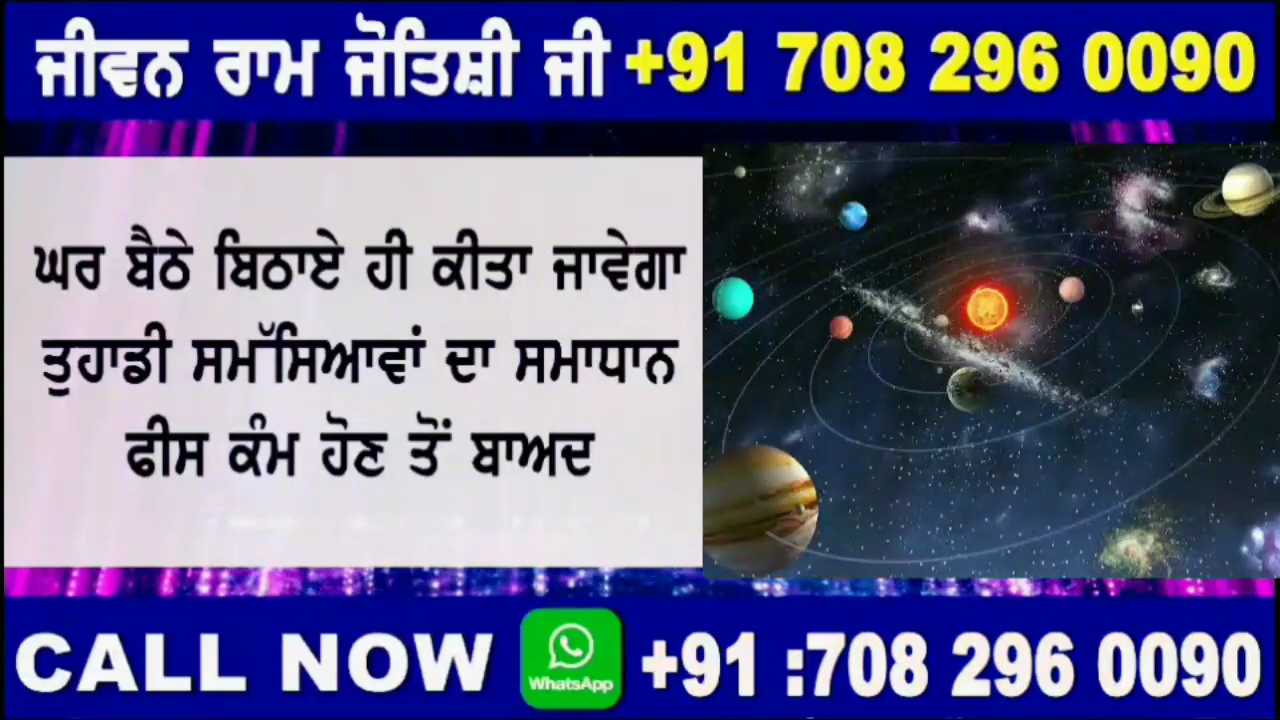 ਜੀਵਨ ਰਾਮ ਜੋਤਿਸ਼ੀ ਜੀ +91 708 296 0090
ਘਰ ਬੈਠੇ ਬਿਠਾਏ ਹੀ ਕੀਤਾ ਜਾਵੇਗਾ
ਤੁਹਾਡੀ ਸਮੱਸਿਆਵਾਂ ਦਾ ਸਮਾਧਾਨ
ਫੀਸ ਕੰਮ ਹੋਣ ਤੋਂ ਬਾਅਦ
CALL NOW WhatsApp +91 :708 296 0090